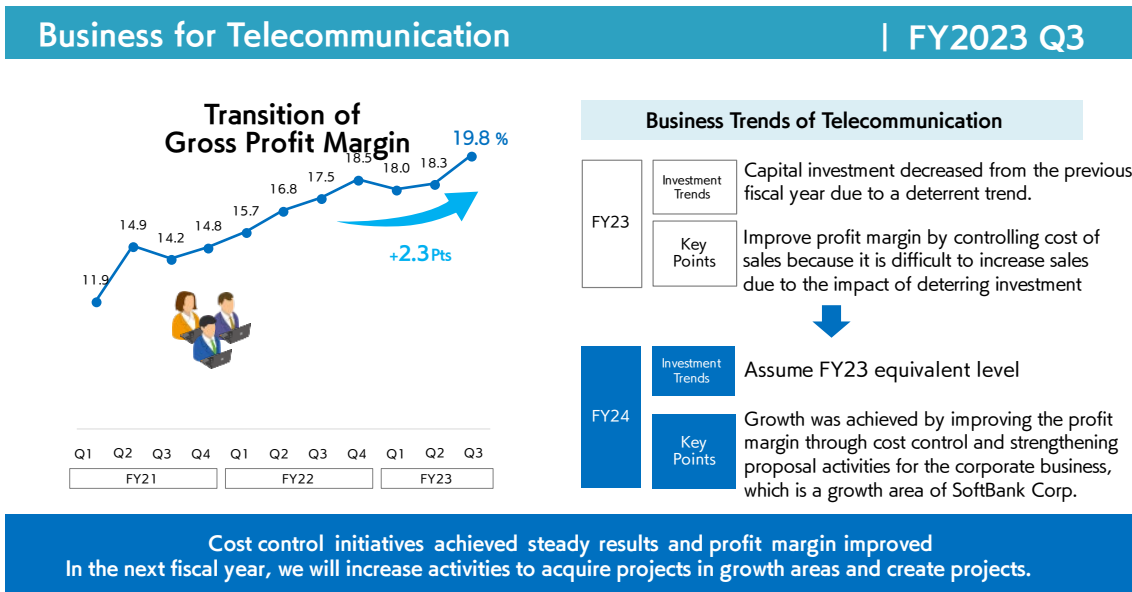 Business for Telecommunication
| FY2023 Q3
Transition of
Gross Profit Margin
11.9
14.9
14.2
14.8
15.7
16.8
17.5
18.5
18.0
18.3
19.8 %
+2.3 Pts
Q1 Q2 Q3 Q4 Q1 Q2 Q3 Q4 Q1 Q2 Q3
FY21 FY22 FY23
Business Trends of Telecommunication
FY23
Investment
Trends
Capital investment decreased from the previous
fiscal year due to a deterrent trend.
Key
Points
Improve profit margin by controlling cost of
sales because it is difficult to increase sales
due to the impact of deterring investment
FY24
Investment
Trends
Assume FY23 equivalent level
Key
Points
Growth was achieved by improving the profit
margin through cost control and strengthening
proposal activities for the corporate business,
which is a growth area of SoftBank Corp.
Cost control initiatives achieved steady results and profit margin improved
In the next fiscal year, we will increase activities to acquire projects in growth areas and create projects.